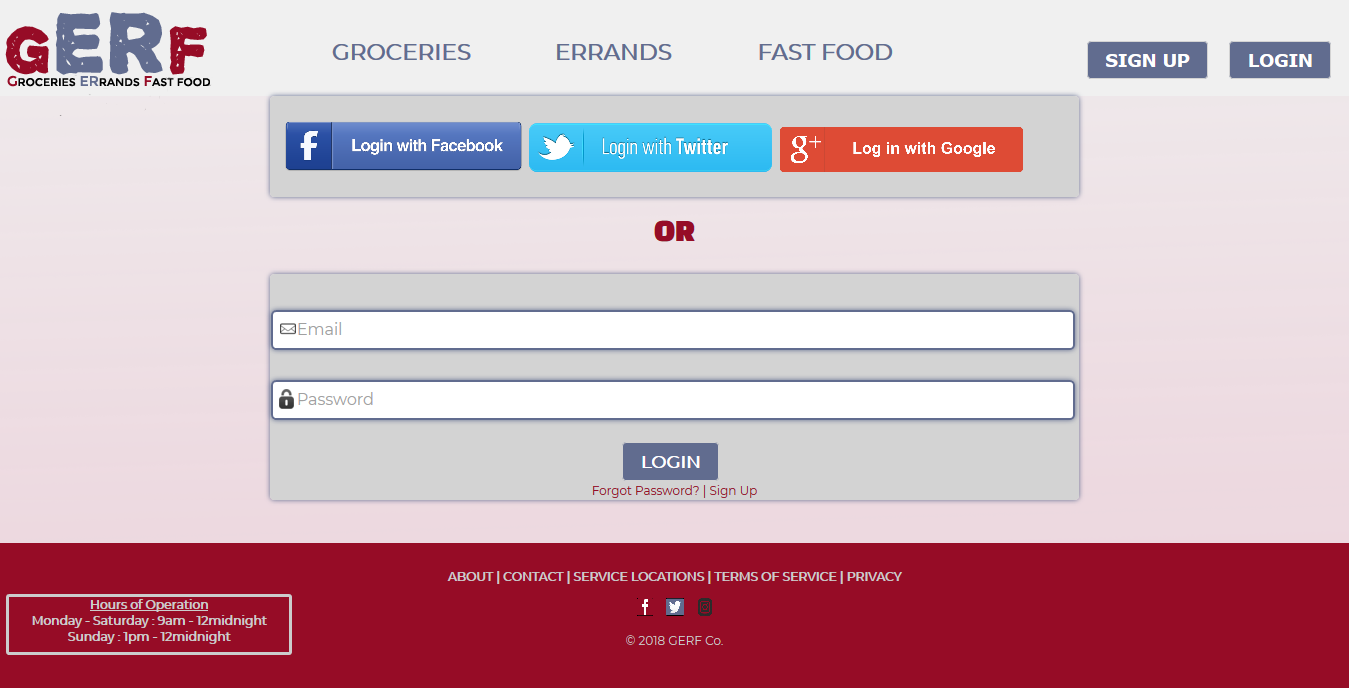 GERF
GROCERIES ERRANDS FAST FOOD
GROCERIES ERRANDS FAST FOOD
SIGN UP LOGIN
f Login with Facebook Login with Twitter g+ Log in with Google
OR
Email
Password
LOGIN
Forgot Password? | Sign Up
ABOUT | CONTACT | SERVICE LOCATIONS | TERMS OF SERVICE | PRIVACY
f
Hours of Operation
Monday - Saturday : 9am - 12midnight
Sunday : 1pm - 12midnight
© 2018 GERF Co.